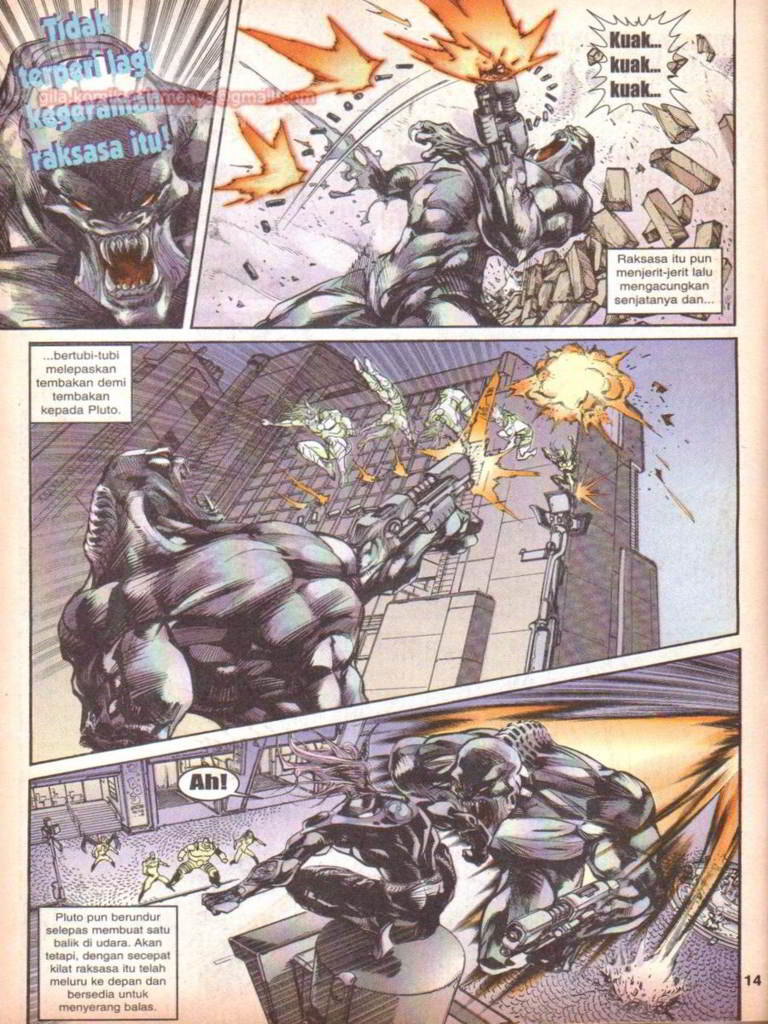 Tidak
terperi lagi
kegeraman
raksasa itu!
Kuak...
kuak...
kuak...
Raksasa itu pun
menjerit-jerit lalu
mengacungkan
senjatanya dan...
...bertubi-tubi
melepaskan
tembakan demi
tembakan
kepada Pluto.
Ah!
Pluto pun berundur
selepas membuat satu
balik di udara. Akan
tetapi, dengan secepat
kilat raksasa itu telah
meluru ke depan dan
bersedia untuk
menyerang balas.
14